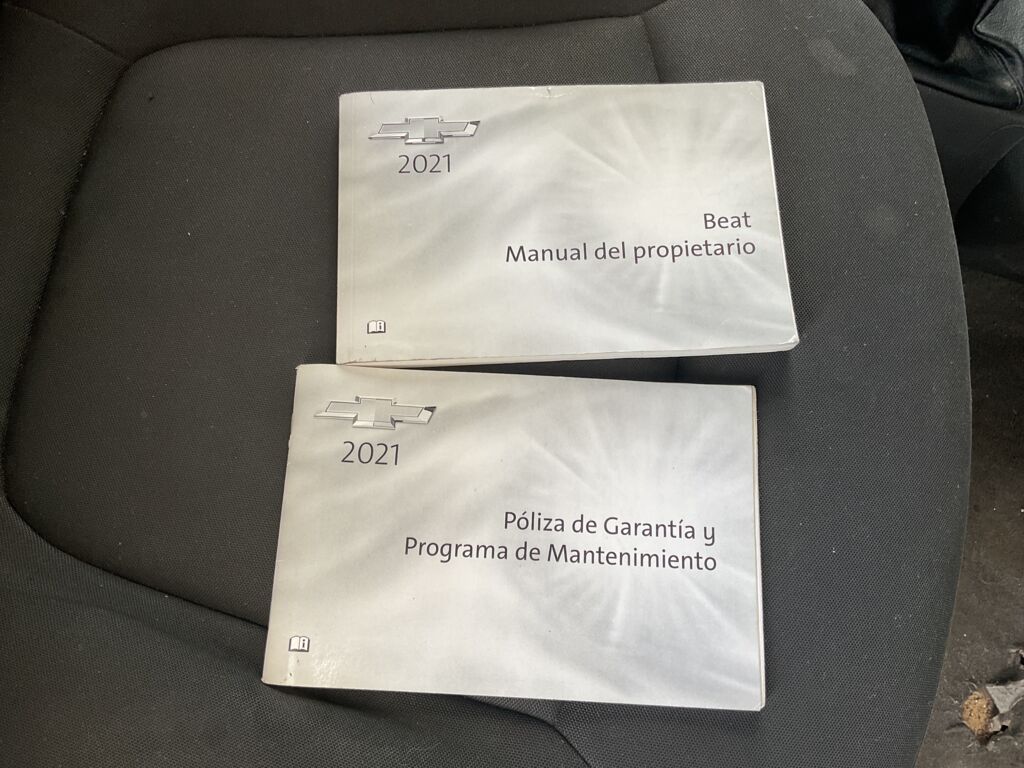 2021
Beat
Manual del propietario
2021
Póliza de Garantía y
Programa de Mantenimiento